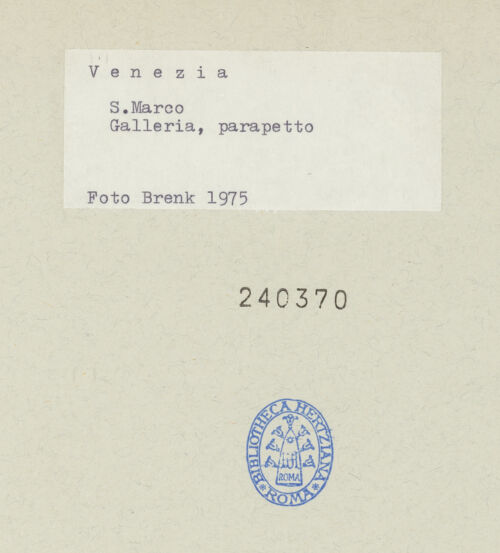 V e n e z i a
S.Marco
Galleria, parapetto
Foto Brenk 1975
240370
BIBLIOTHECA HERTZIANA
ROMA
*ROMA*